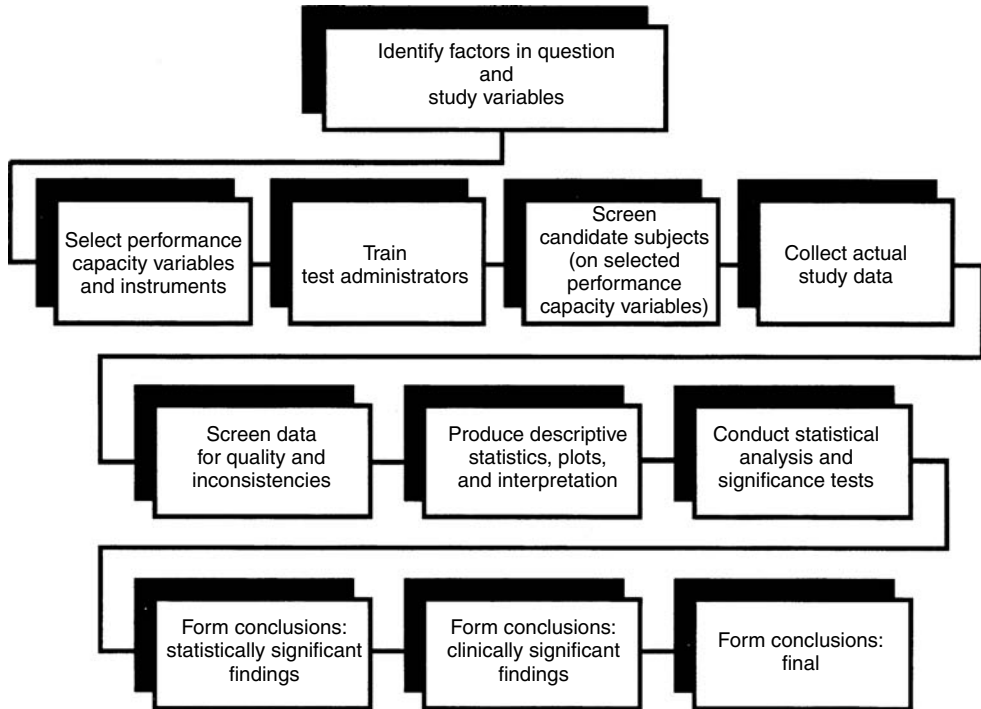 Identify factors in question
and
study variables
Select performance
capacity variables
and instruments
Train
test administrators
Screen
candidate subjects
(on selected
performance
capacity variables)
Collect actual
study data
Screen data
for quality and
inconsistencies
Produce descriptive
statistics, plots,
and interpretation
Conduct statistical
analysis and
significance tests
Form conclusions:
statistically significant
findings
Form conclusions:
clinically significant
findings
Form conclusions:
final